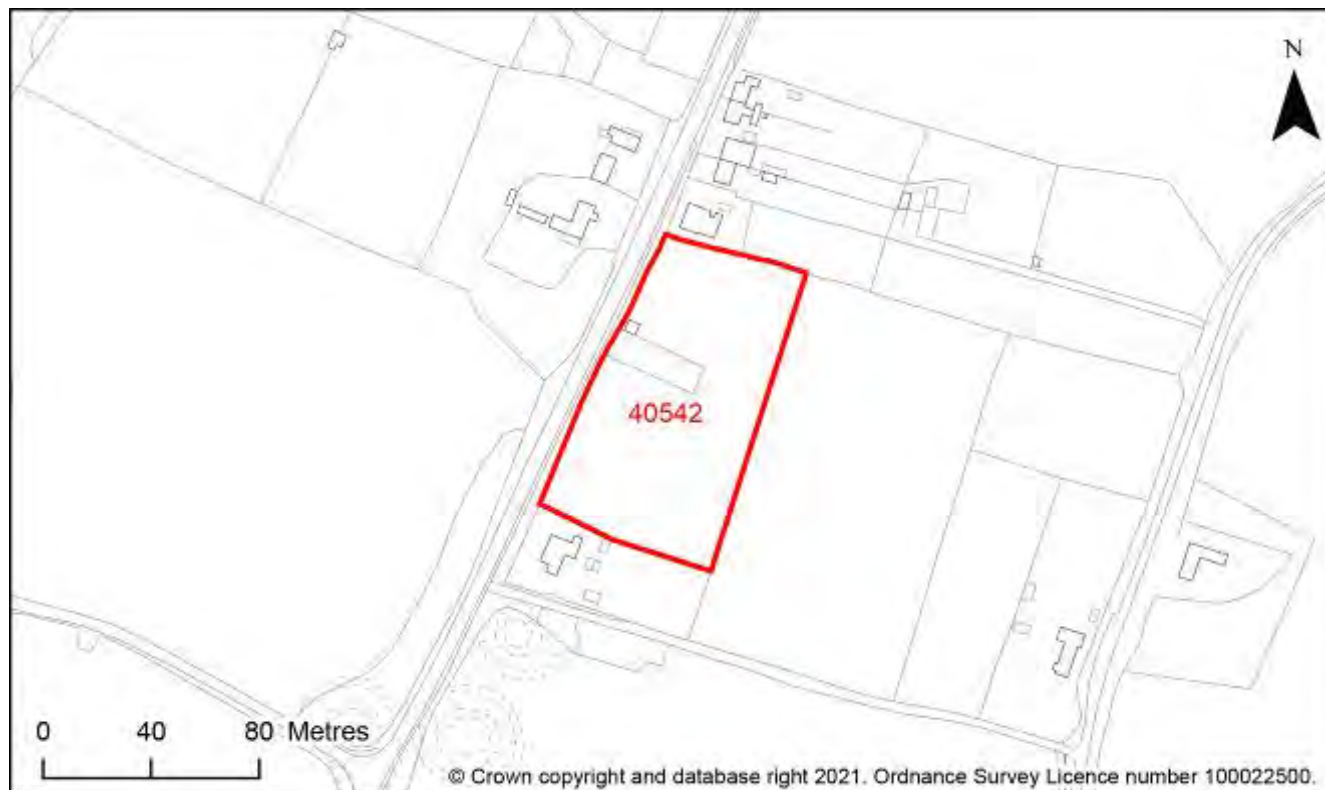 N
40542
0 40 80 Metres
© Crown copyright and database right 2021. Ordnance Survey Licence number 100022500.